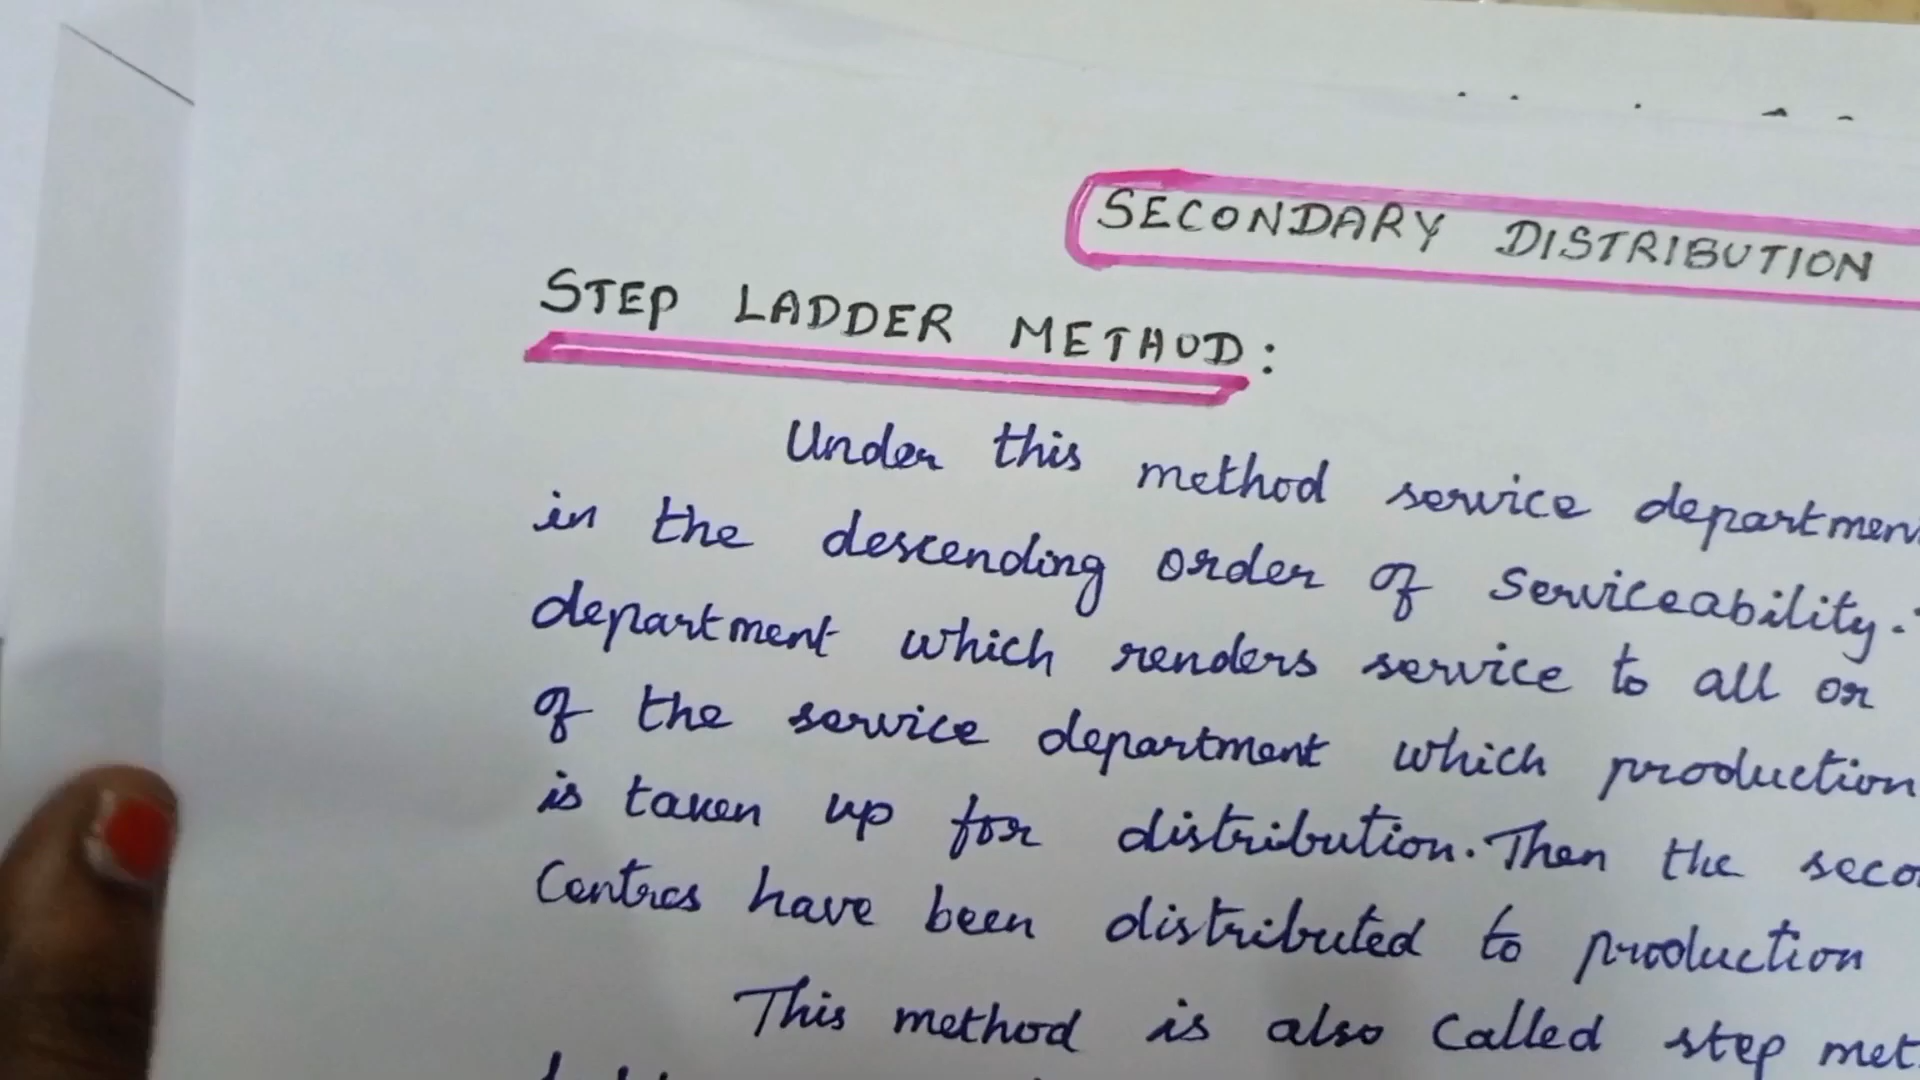 SECONDARY DISTRIBUTION
STEP LADDER METHOD:
Under this method service departmen
in the descending order of Serviceability.
department which renders service to all or
of the service department which production
is taken up for distribution. Then the seco
Centres have been distributed to production
This method is also Called step met